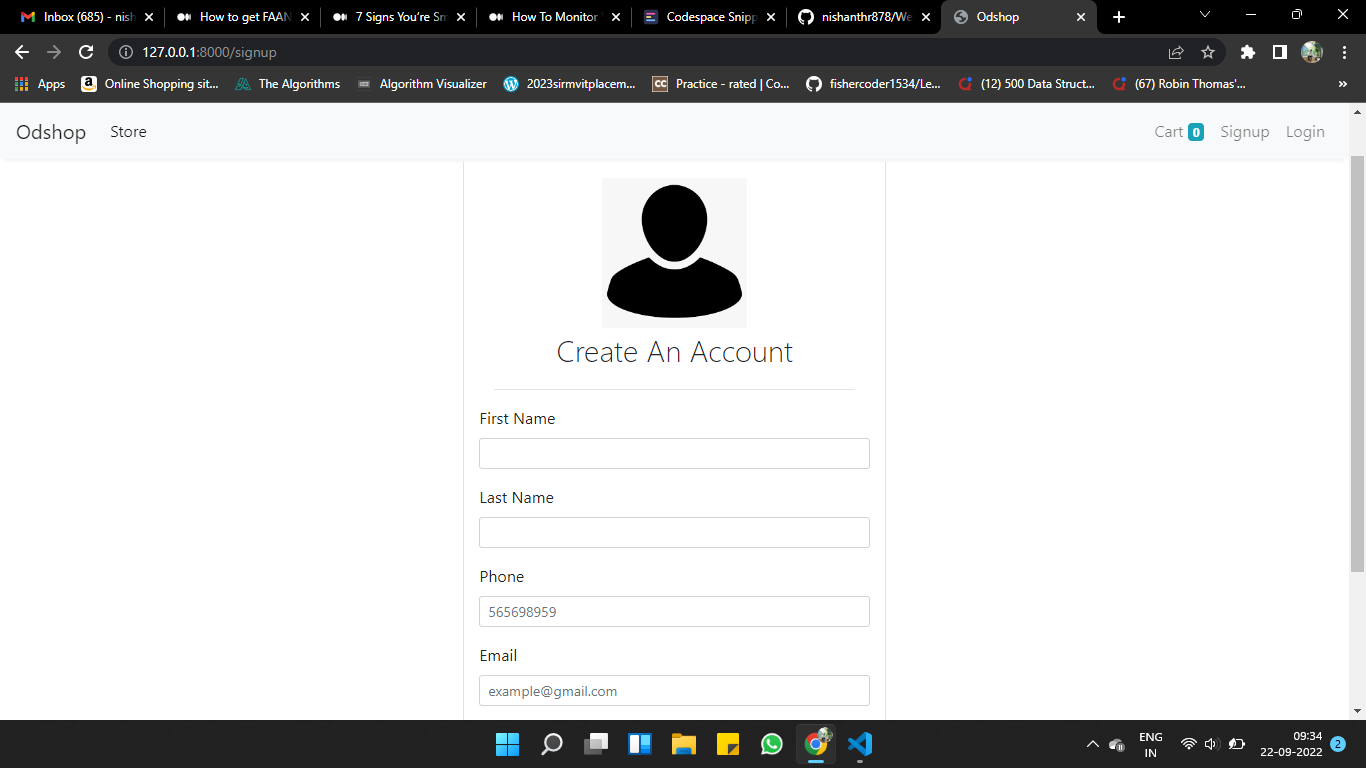 Inbox (685) - nish
How to get FAAN
7 Signs You're Sm
How To Monitor
Codespace Snipp
nishanthr878/We
Odshop
127.0.0.1:8000/signup
Apps
Online Shopping sit...
The Algorithms
Algorithm Visualizer
2023sirmvitplacem...
CC
Practice - rated | Co...
fishercoder1534/Le...
(12) 500 Data Struct...
(67) Robin Thomas'...
»
Odshop
Store
Cart 0
Signup
Login
Create An Account
First Name
Last Name
Phone
565698959
Email
example@gmail.com
ENG
IN
09:34
22-09-2022
2